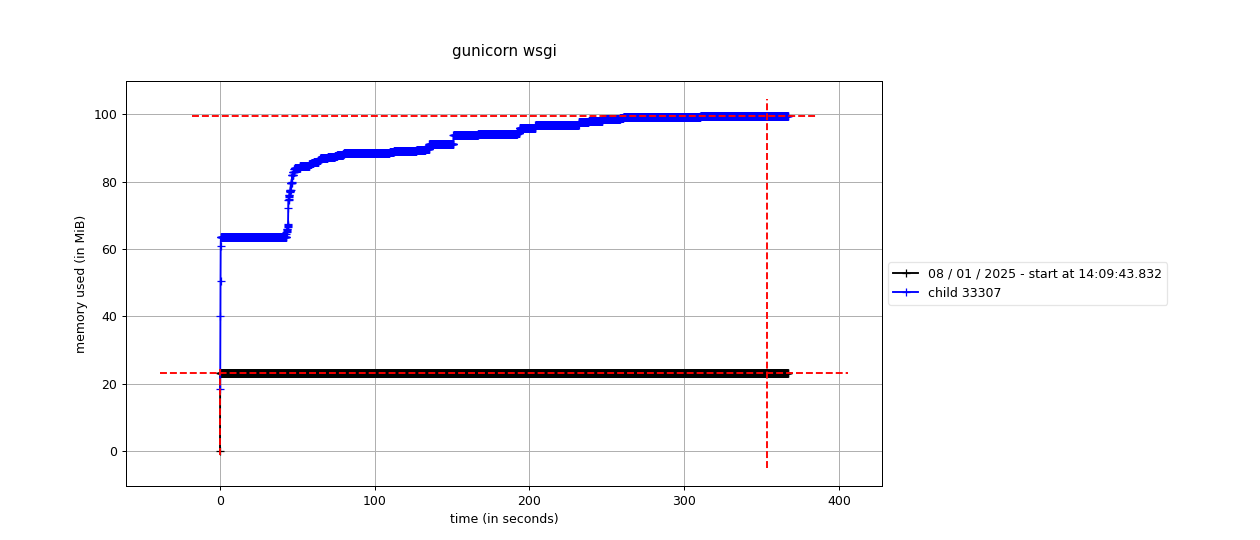 gunicorn wsgi
memory used (in MiB)
100
80
60
40
20
0
0 100 200 300 400
time (in seconds)
08 / 01 / 2025 - start at 14:09:43.832
child 33307